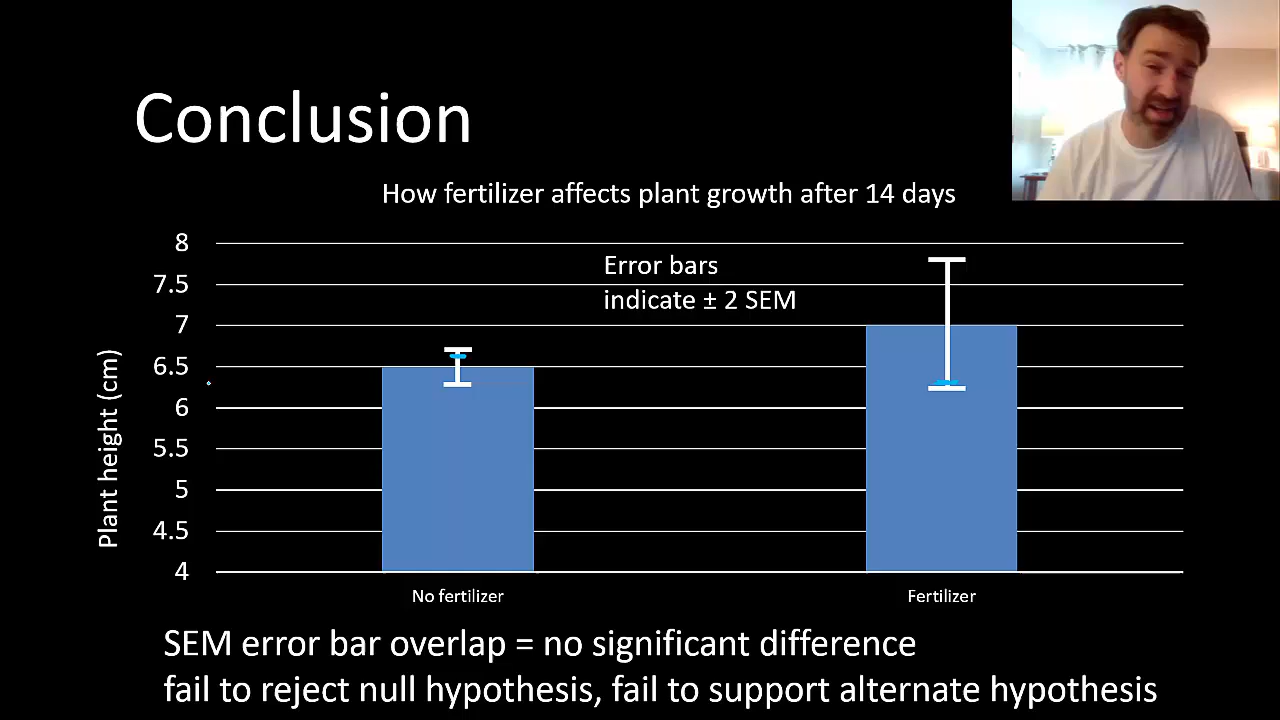 Conclusion
How fertilizer affects plant growth after 14 days
Error bars
indicate ± 2 SEM
Plant height (cm)
8
7.5
7
6.5
6
5.5
5
4.5
4
No fertilizer
Fertilizer
SEM error bar overlap = no significant difference
fail to reject null hypothesis, fail to support alternate hypothesis